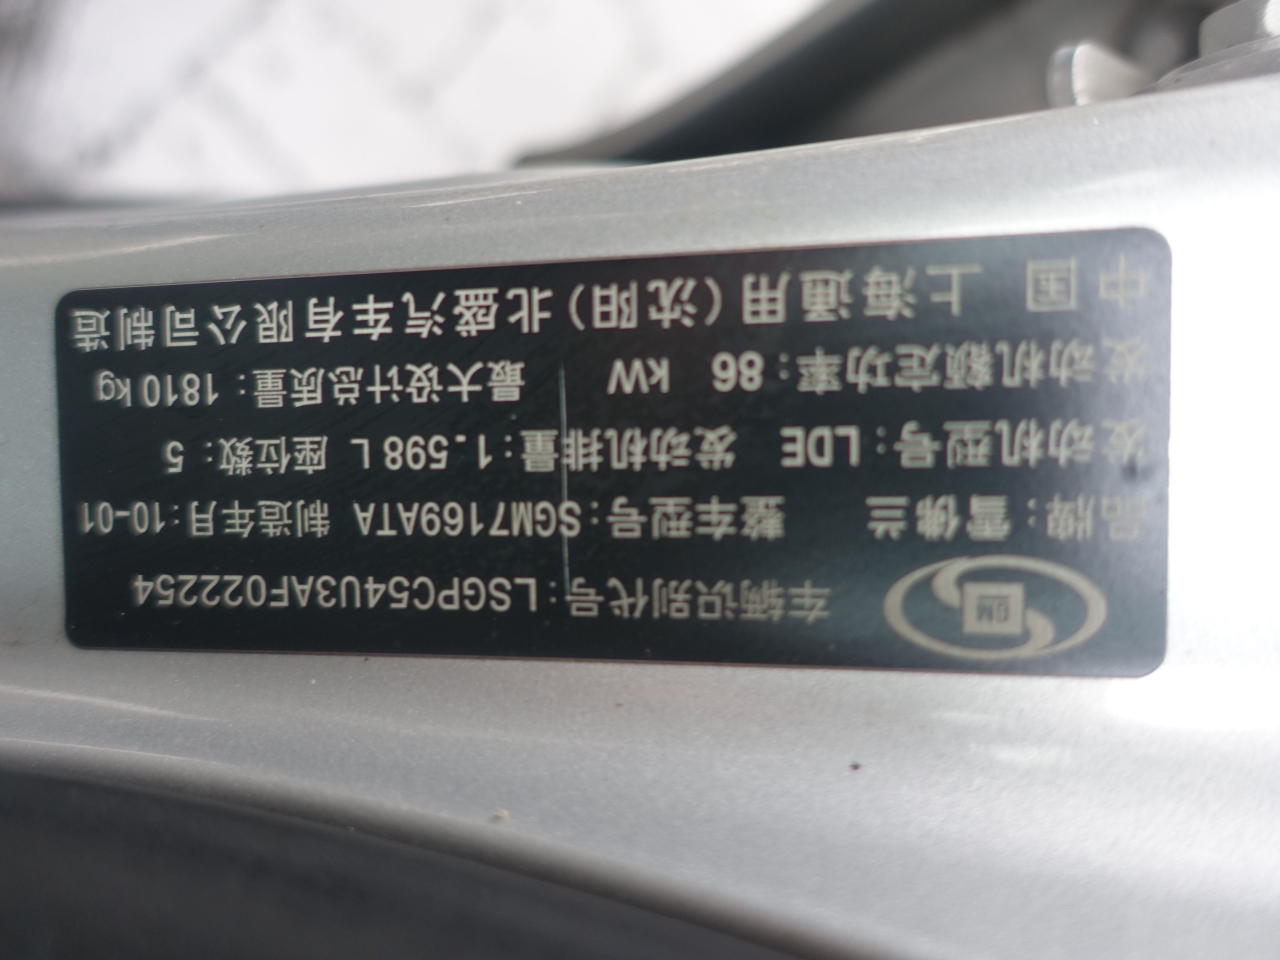 GM
车辆识别代号:LSGPC54U3AF022254
品牌:雪佛兰 整车型号:SGM7169ATA 制造年月:10-01
发动机型号:LDE 发动机排量:1.598 L 座位数:5
发动机额定功率:86 kW 最大设计总质量:1810 kg
中国 上海通用(沈阳)北盛汽车有限公司制造